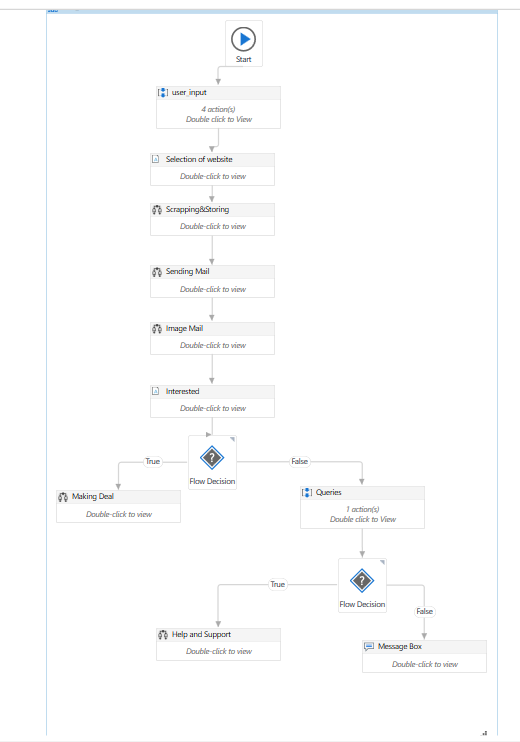 Start
user_input
4 action(s)
Double click to View
Selection of website
Double-click to view
Scrapping&Storing
Double-click to view
Sending Mail
Double-click to view
Image Mail
Double-click to view
Interested
Double-click to view
?
Flow Decision
True
False
Making Deal
Double-click to view
Queries
1 action(s)
Double click to View
?
Flow Decision
True
False
Help and Support
Double-click to view
Message Box
Double-click to view